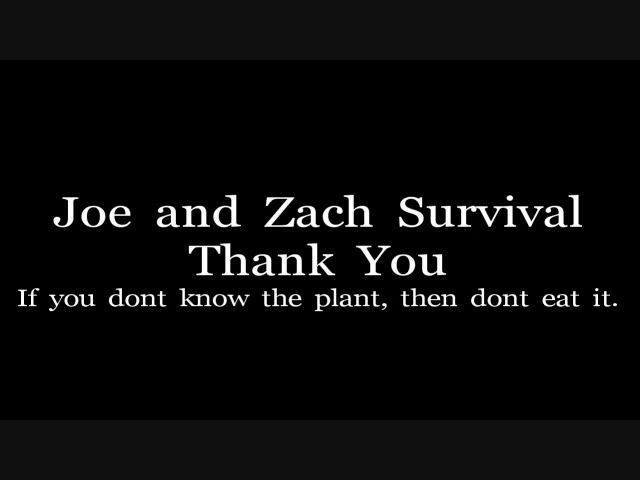 Joe and Zach Survival
Thank You
If you dont know the plant, then dont eat it.